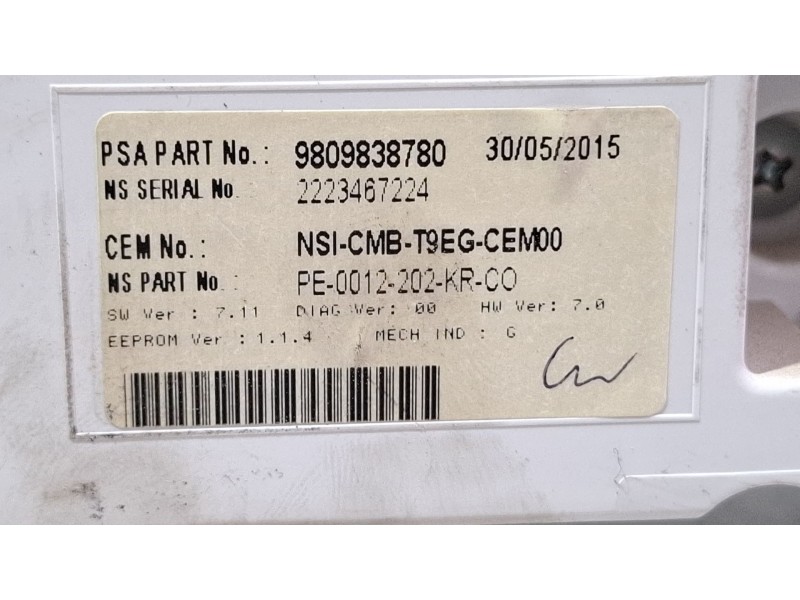 PSA PART No.: 9809838780 30/05/2015
NS SERIAL No. 2223467224
CEM No.: NSI-CMB-T9EG-CEM00
NS PART No.: PE-0012-202-KR-CO
SW Ver : 7.11 DIAG Ver: 00 HW Ver: 7.0
EEPROM Ver : 1.1.4 MECH IND : G